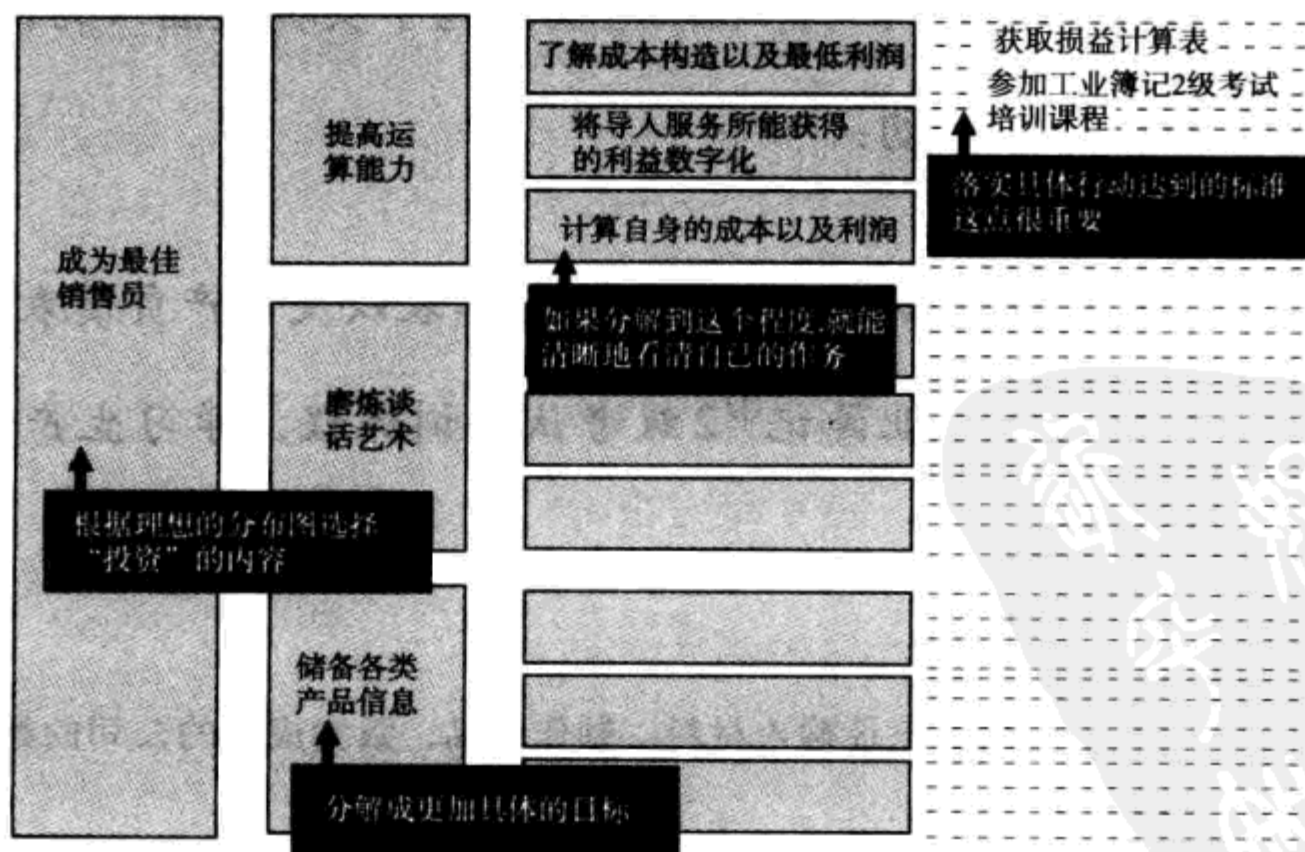 成为最佳
销售员
根据理想的分布图选择
“投资”的内容
提高运
算能力
磨炼谈
话艺术
储备各类
产品信息
分解成更加具体的目标
了解成本构造以及最低利润
将导人服务所能获得
的利益数字化
计算自身的成本以及利润
如果分解到这个程度,就能
清晰地看清自己的作务
获取损益计算表
参加工业簿记2级考试
培训课程
落实具体行动达到的标准
这点很重要